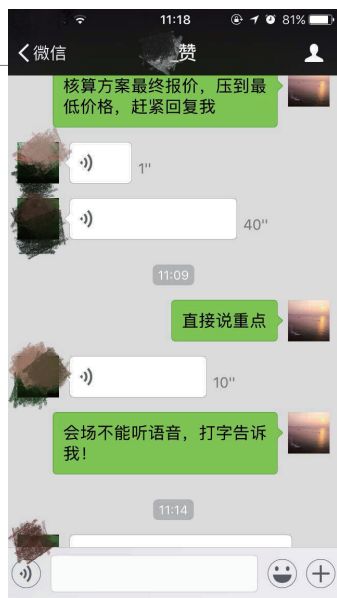 11:18
81%
微信
赞
核算方案最终报价，压到最
低价格，赶紧回复我
1"
40"
11:09
直接说重点
10"
会场不能听语音，打字告诉
我！
11:14